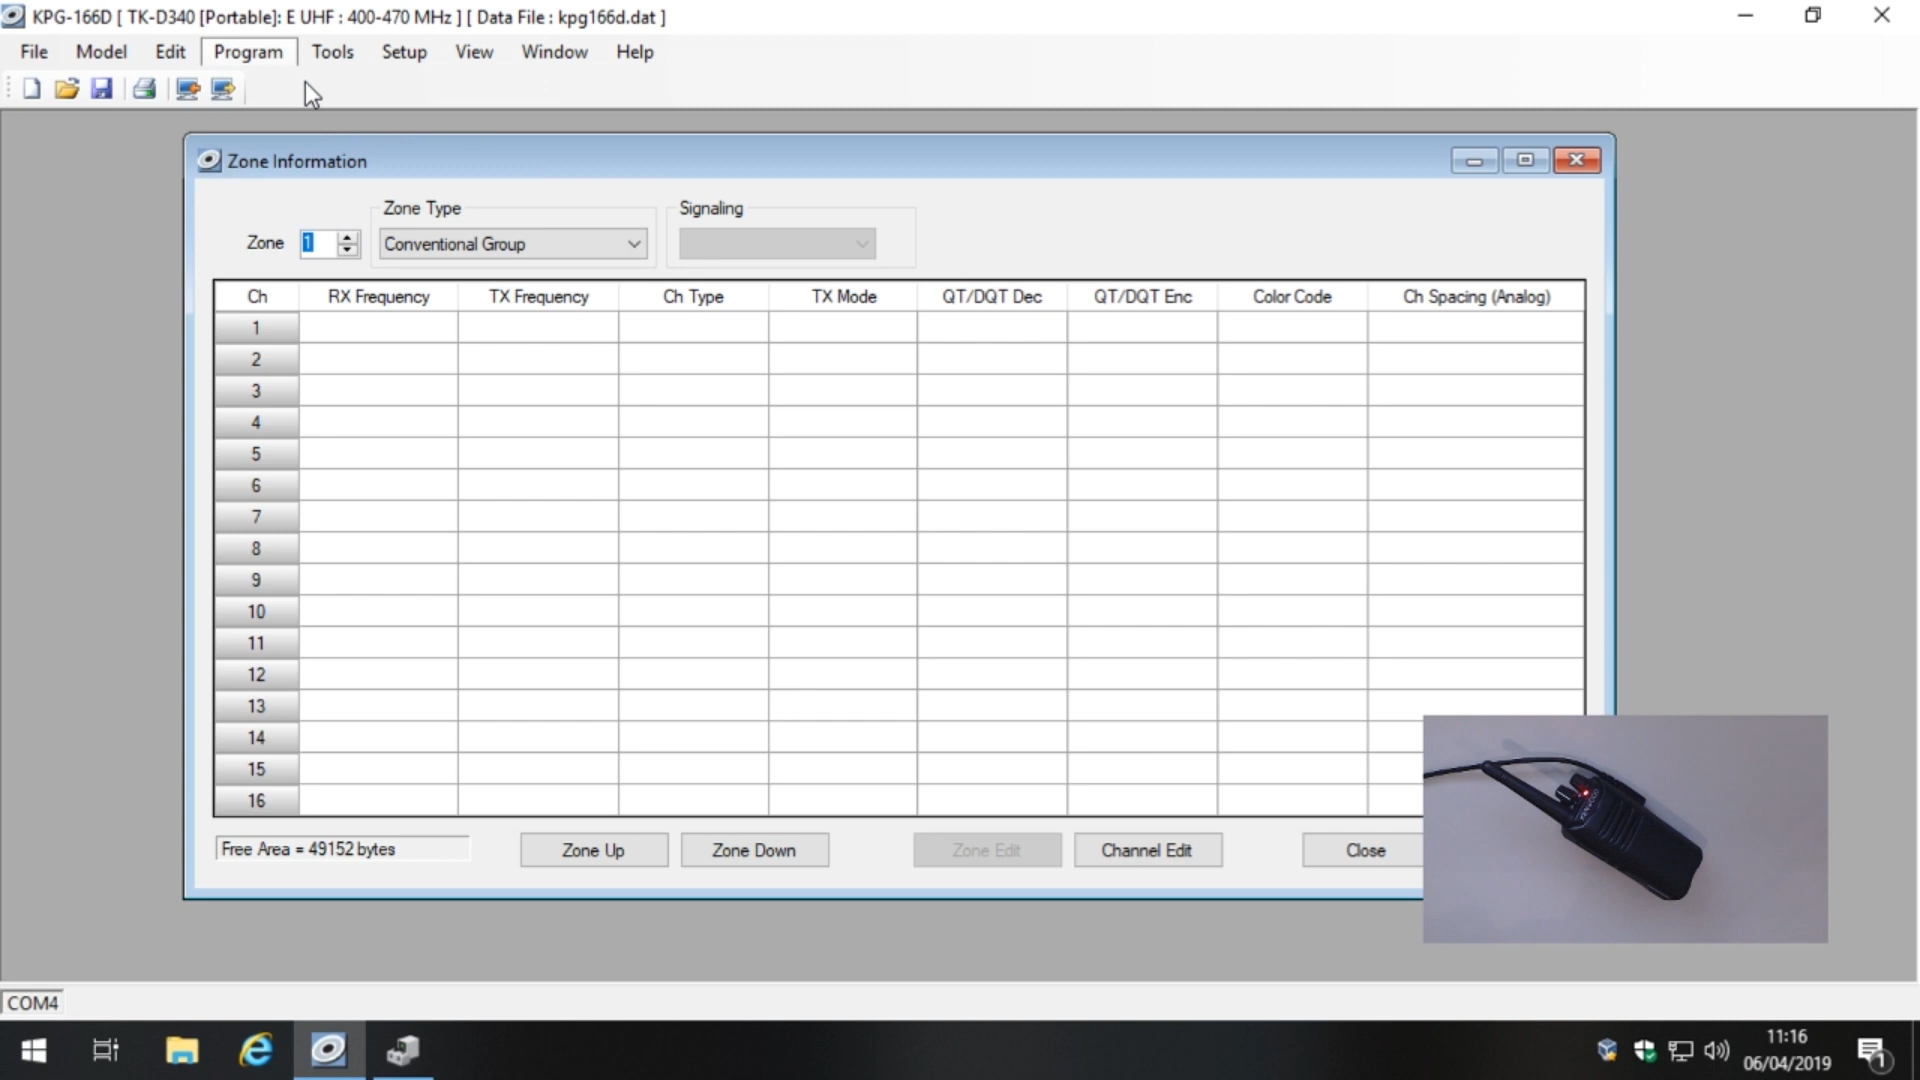 KPG-166D [ TK-D340 [Portable]: E UHF : 400-470 MHz ] [ Data File : kpg166d.dat ]
File Model Edit Program Tools Setup View Window Help
Zone Information
Zone Type Signaling
Zone 1 Conventional Group
Ch RX Frequency TX Frequency Ch Type TX Mode QT/DQT Dec QT/DQT Enc Color Code Ch Spacing (Analog)
1
2
3
4
5
6
7
8
9
10
11
12
13
14
15
16
KENWOOD
Free Area = 49152 bytes Zone Up Zone Down Zone Edit Channel Edit Close
COM4
11:16
06/04/2019
1